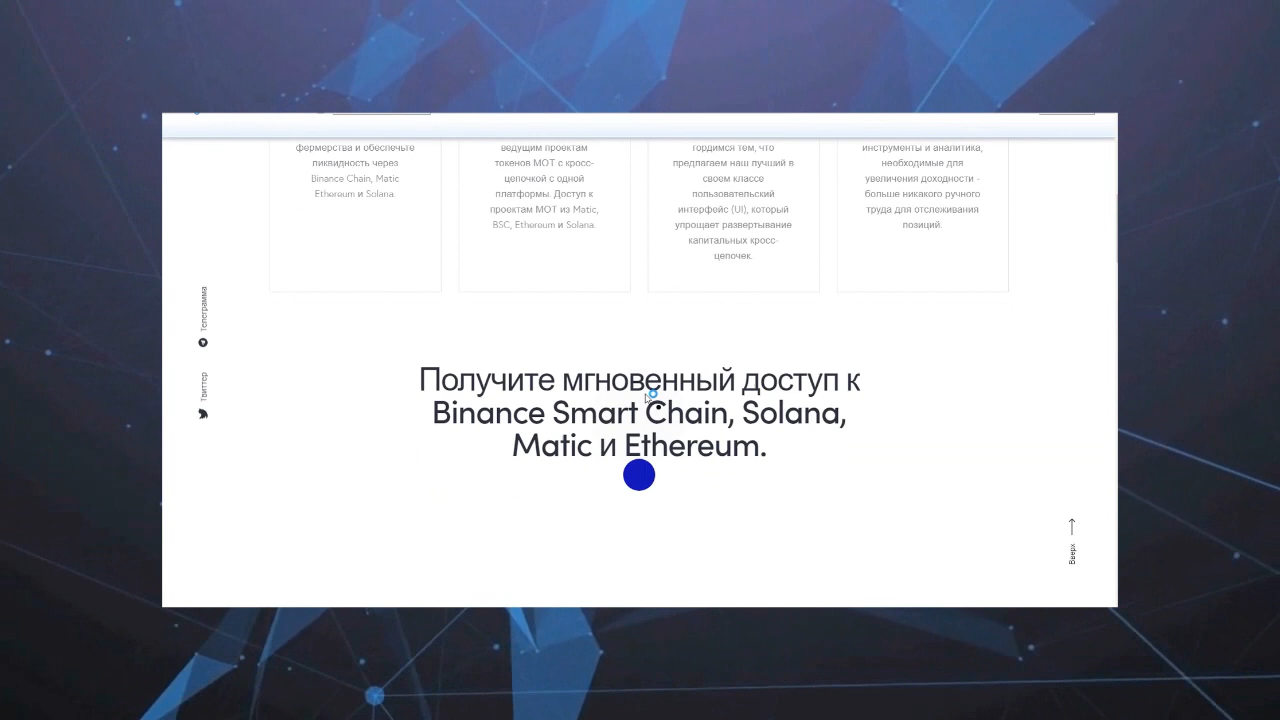 фермерства и обеспечьте
ликвидность через
Binance Chain, Matic
Ethereum и Solana.
ведущим проектам
токенов МОТ с кросс-
цепочкой с одной
платформы. Доступ к
проектам МОТ из Matic,
BSC, Ethereum и Solana.
гордимся тем, что
предлагаем наш лучший в
своем классе
пользовательский
интерфейс (UI), который
упрощает развертывание
капитальных кросс-
цепочек.
инструменты и аналитика,
необходимые для
увеличения доходности -
больше никакого ручного
труда для отслеживания
позиций.
Телеграмма
Твиттер
Получите мгновенный доступ к
Binance Smart Chain, Solana,
Matic и Ethereum.
Вверх